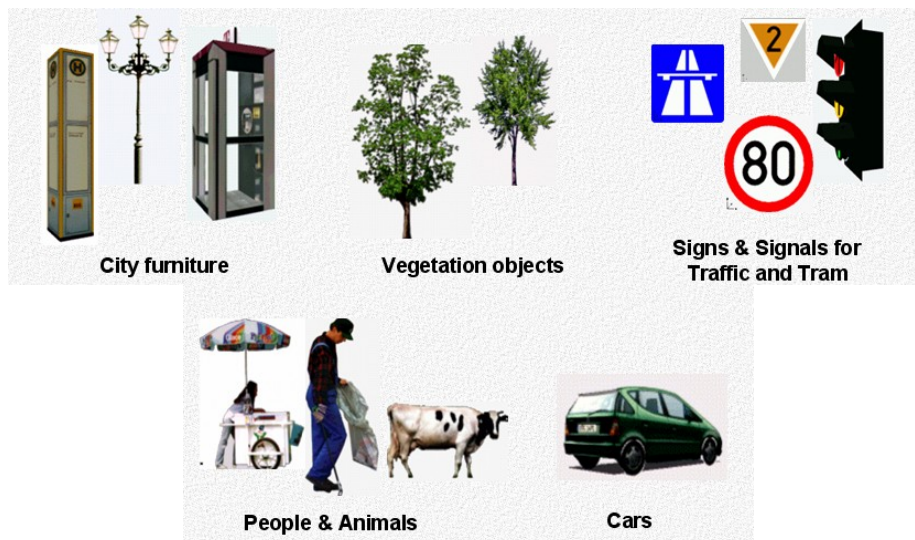 H
H
2
80
City furniture
Vegetation objects
Signs & Signals for
Traffic and Tram
People & Animals
Cars